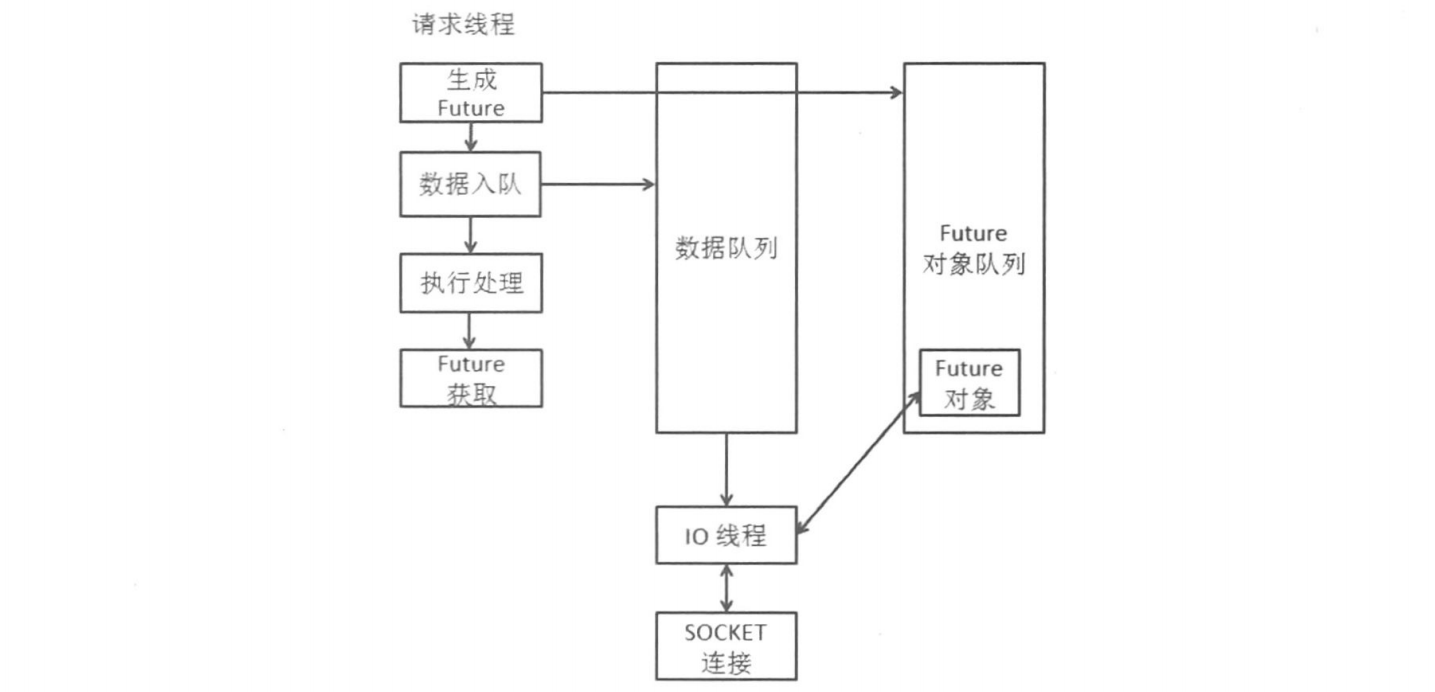 请求线程
生成
Future
数据入队
执行处理
Future
获取
数据队列
Future
对象队列
Future
对象
IO 线程
SOCKET
连接